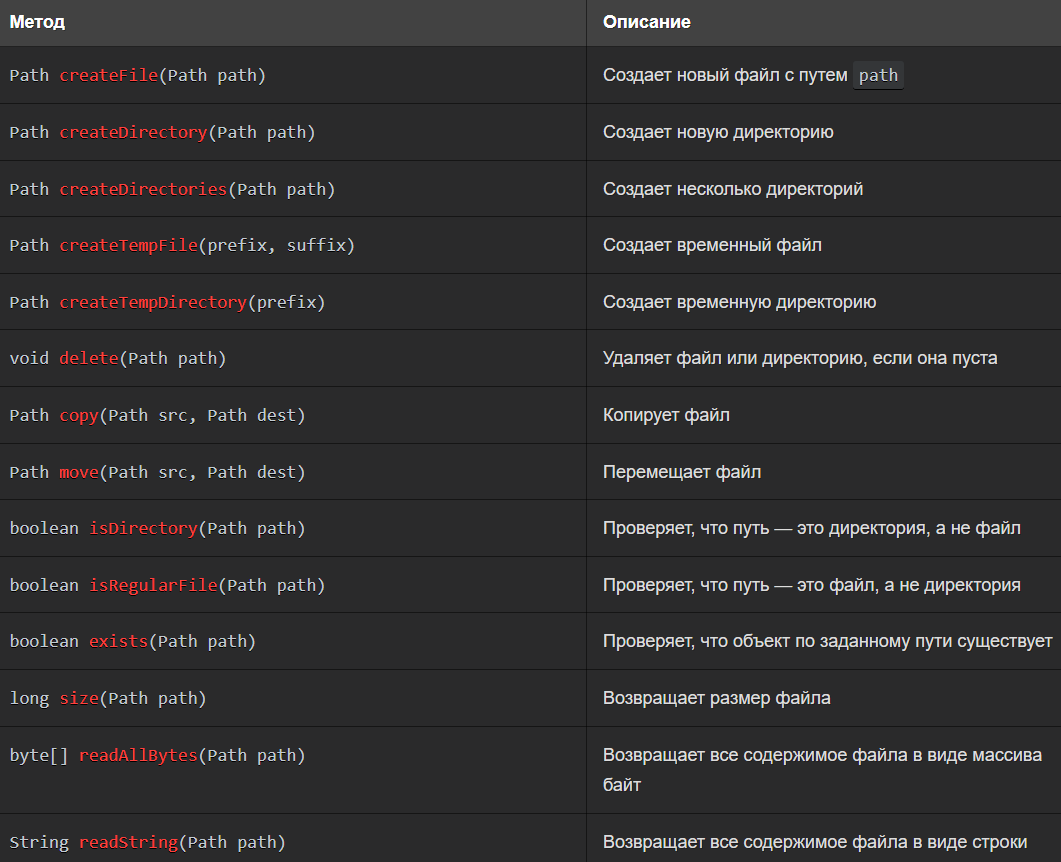 Метод Описание
Path createFile(Path path) Создает новый файл с путем path
Path createDirectory(Path path) Создает новую директорию
Path createDirectories(Path path) Создает несколько директорий
Path createTempFile(prefix, suffix) Создает временный файл
Path createTempDirectory(prefix) Создает временную директорию
void delete(Path path) Удаляет файл или директорию, если она пуста
Path copy(Path src, Path dest) Копирует файл
Path move(Path src, Path dest) Перемещает файл
boolean isDirectory(Path path) Проверяет, что путь — это директория, а не файл
boolean isRegularFile(Path path) Проверяет, что путь — это файл, а не директория
boolean exists(Path path) Проверяет, что объект по заданному пути существует
long size(Path path) Возвращает размер файла
byte[] readAllBytes(Path path) Возвращает все содержимое файла в виде массива
байт
String readString(Path path) Возвращает все содержимое файла в виде строки